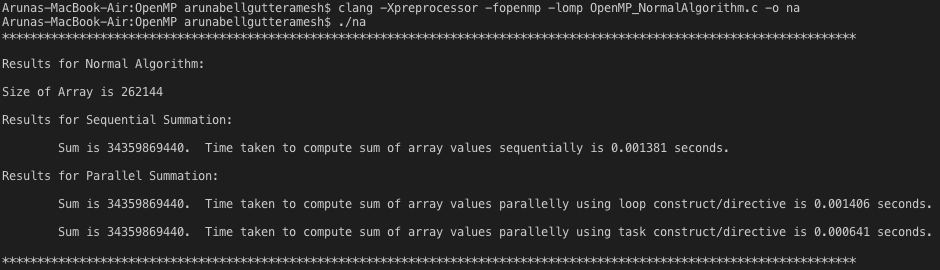 Arunas-MacBook-Air:OpenMP arunabellgutteramesh$ clang -Xpreprocessor -fopenmp -lomp OpenMP_NormalAlgorithm.c -o na
Arunas-MacBook-Air:OpenMP arunabellgutteramesh$ ./na
**************************************************************************************************************************
Results for Normal Algorithm:
Size of Array is 262144
Results for Sequential Summation:
Sum is 34359869440.  Time taken to compute sum of array values sequentially is 0.001381 seconds.
Results for Parallel Summation:
Sum is 34359869440.  Time taken to compute sum of array values parallelly using loop construct/directive is 0.001406 seconds.
Sum is 34359869440.  Time taken to compute sum of array values parallelly using task construct/directive is 0.000641 seconds.
**************************************************************************************************************************